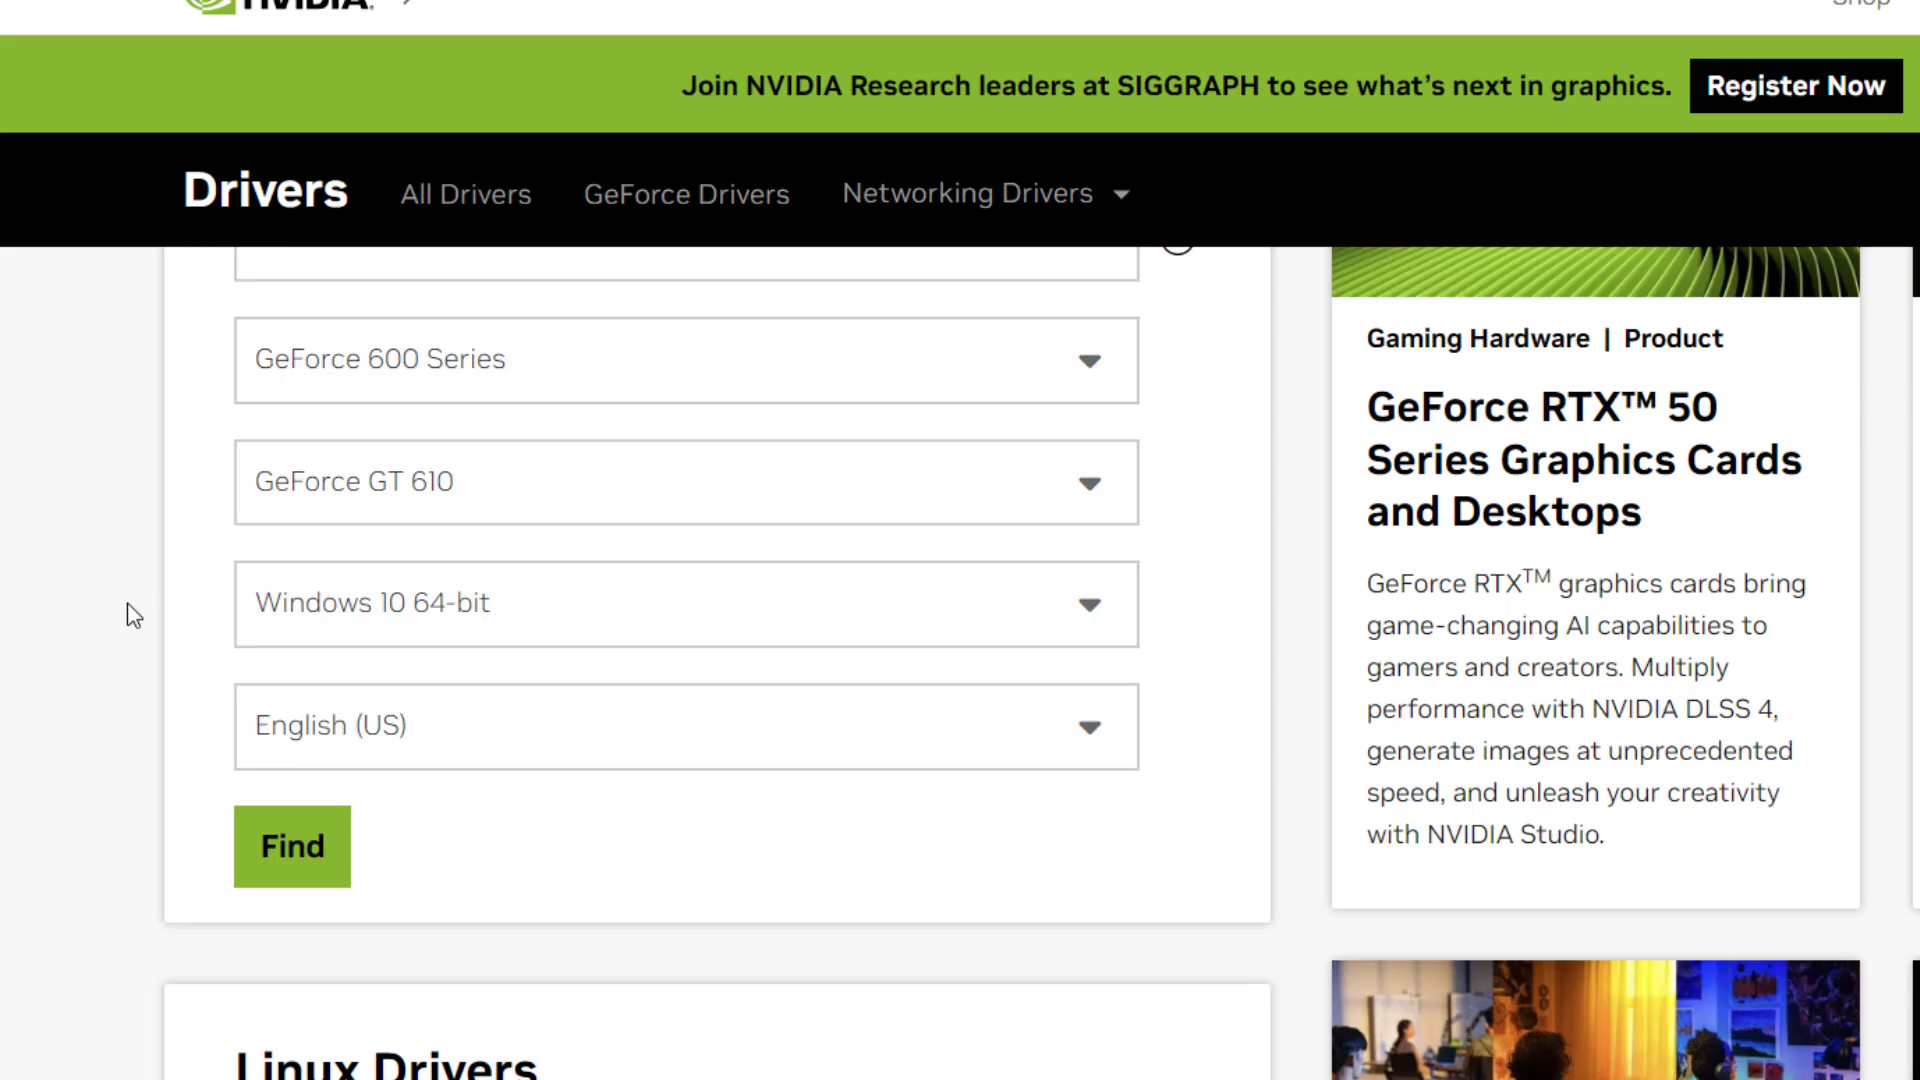 NVIDIA.
Shop
Join NVIDIA Research leaders at SIGGRAPH to see what's next in graphics.
Register Now
Drivers
All Drivers
GeForce Drivers
Networking Drivers
GeForce 600 Series
GeForce GT 610
Windows 10 64-bit
English (US)
Find
Linux Drivers
Gaming Hardware | Product
GeForce RTX™ 50
Series Graphics Cards
and Desktops
GeForce RTX™ graphics cards bring
game-changing AI capabilities to
gamers and creators. Multiply
performance with NVIDIA DLSS 4,
generate images at unprecedented
speed, and unleash your creativity
with NVIDIA Studio.